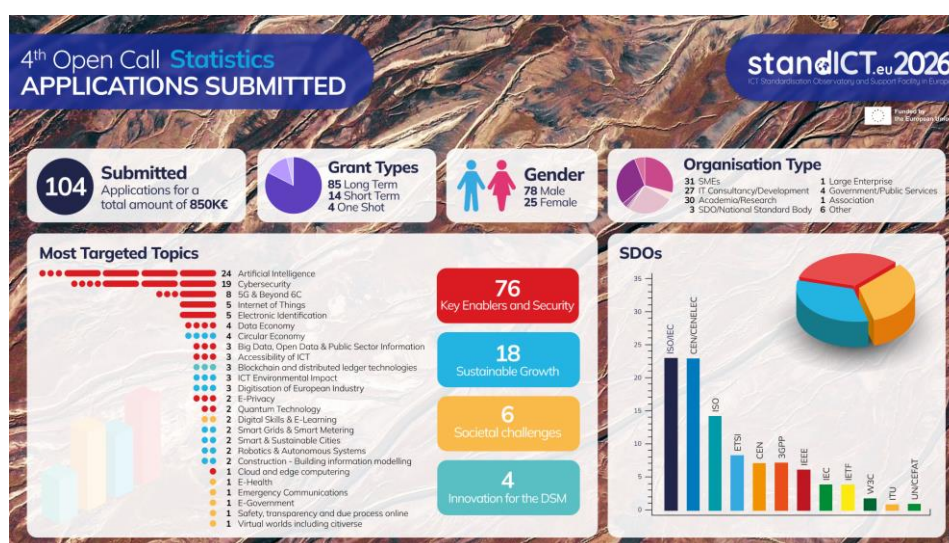 4th Open Call Statistics
APPLICATIONS SUBMITTED
standICT.eu 2026
ICT Standardisation Observatory and Support Facility in Europe
Funded by
the European Union
104
Submitted
Applications for a
total amount of 850K€
Grant Types
85 Long Term
14 Short Term
4 One Shot
Gender
78 Male
25 Female
Organisation Type
31 SMEs
27 IT Consultancy/Development
30 Academia/Research
3 SDO/National Standard Body
1 Large Enterprise
4 Government/Public Services
1 Association
6 Other
Most Targeted Topics
24 Artificial Intelligence
19 Cybersecurity
8 5G & Beyond 6C
5 Internet of Things
5 Electronic Identification
4 Data Economy
4 Circular Economy
3 Big Data, Open Data & Public Sector Information
3 Accessibility of ICT
3 Blockchain and distributed ledger technologies
3 ICT Environmental Impact
3 Digitisation of European Industry
2 E-Privacy
2 Quantum Technology
2 Digital Skills & E-Learning
2 Smart Grids & Smart Metering
2 Smart & Sustainable Cities
2 Robotics & Autonomous Systems
2 Construction - Building information modelling
1 Cloud and edge computering
1 E-Health
1 Emergency Communications
1 E-Government
1 Safety, transparency and due process online
1 Virtual worlds including citiverse
76
Key Enablers and Security
18
Sustainable Growth
6
Societal challenges
4
Innovation for the DSM
SDOs
35
30
25
20
15
10
5
0
ISO/IEC
CEN/CENELEC
ISO
ETSI
CEN
3GPP
IEEE
IEC
IETF
W3C
ITU
UN/CEFAT